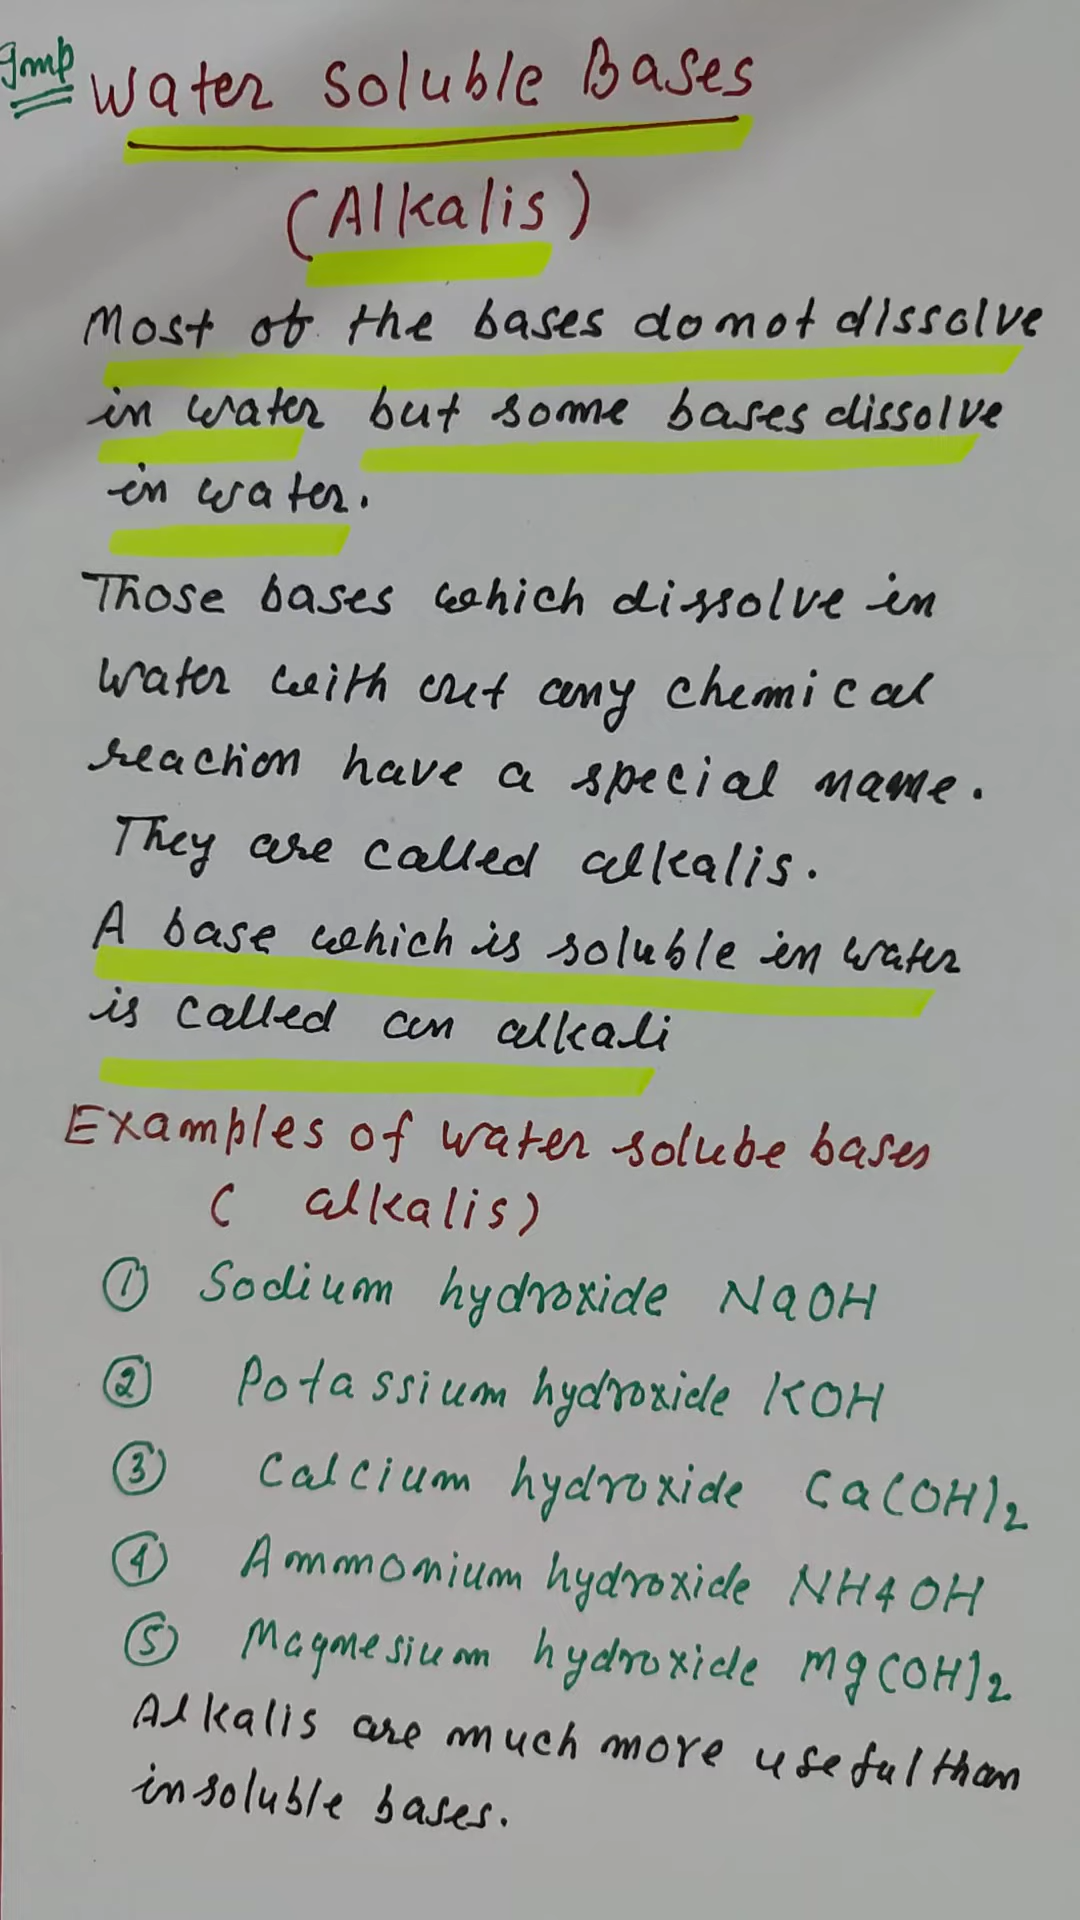 Imp
Water Soluble Bases
(Alkalis)
Most of the bases do not dissolve
in water but some bases dissolve
in water.
Those bases which dissolve in
water with out any chemical
reaction have a special name.
They are called alkalis.
A base which is soluble in water
is called an alkali
Examples of water solube bases
( alkalis)
① Sodium hydroxide NaOH
② Potassium hydroxide KOH
③ Calcium hydroxide Ca(OH)2
④ Ammonium hydroxide NH4OH
⑤ Magnesium hydroxide Mg(OH)2
Alkalis are much more useful than
insoluble bases.